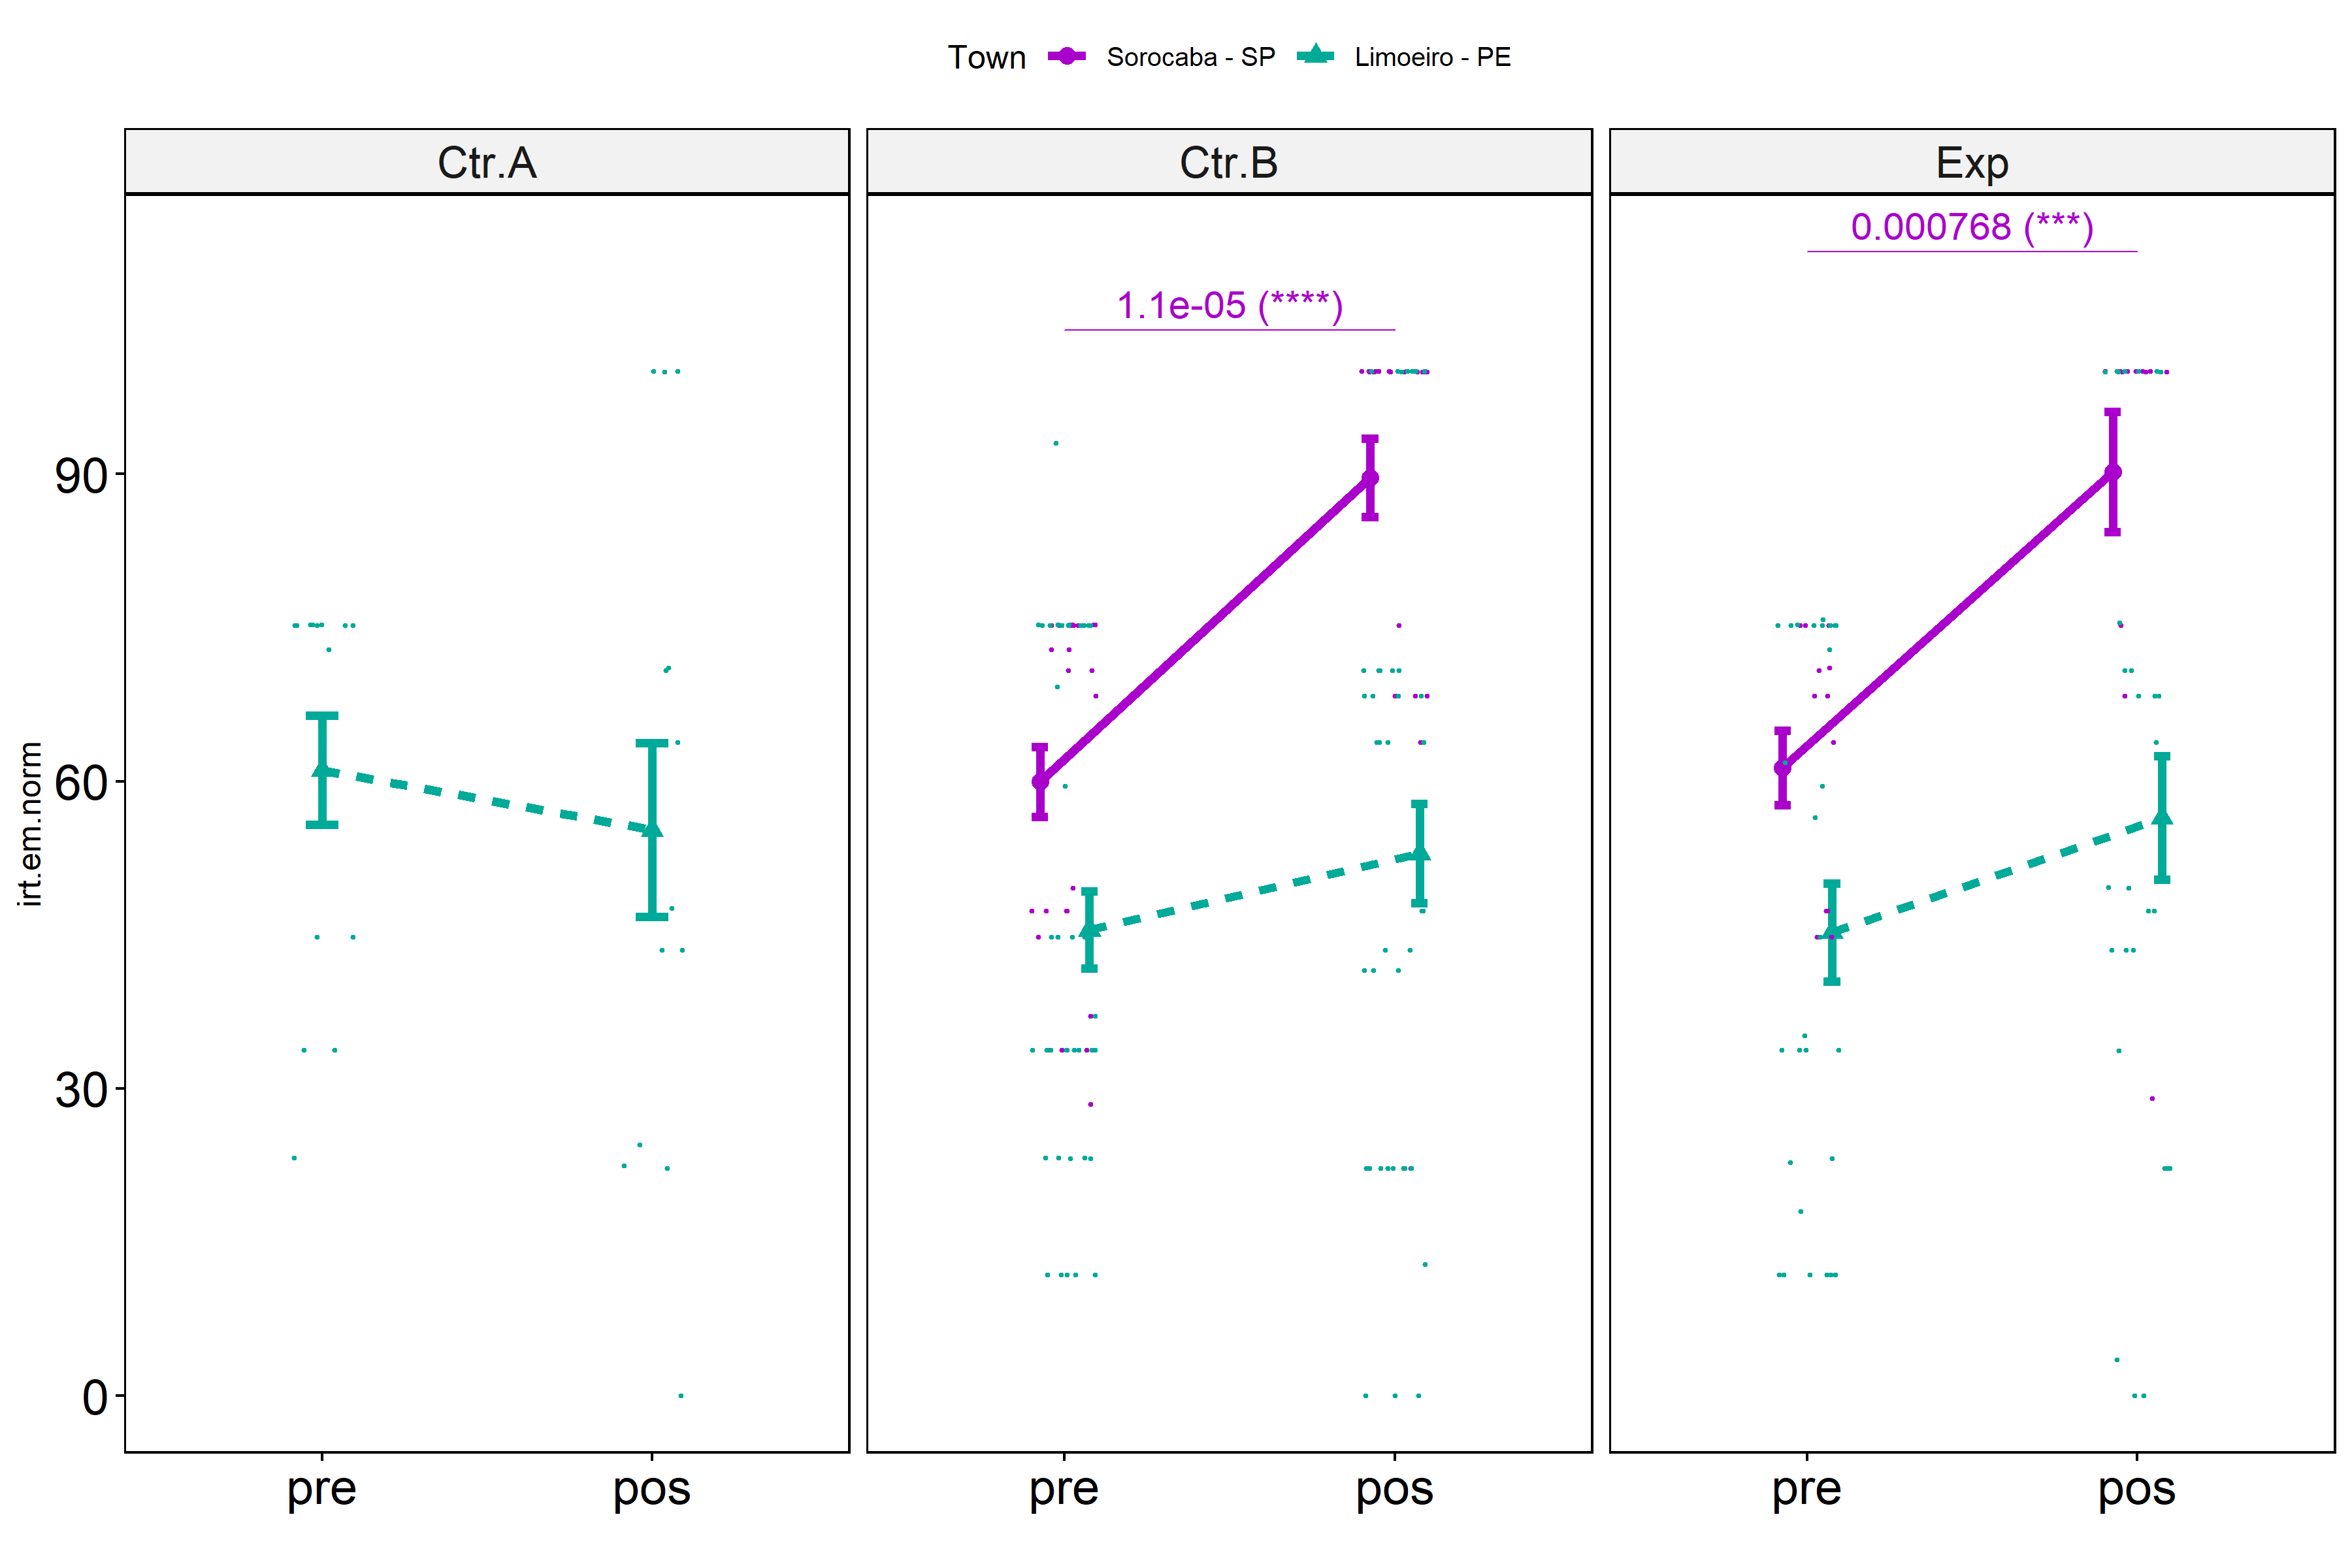 Town Sorocaba - SP Limoeiro - PE
Ctr.A
Ctr.B
Exp
0.000768 (***)
1.1e-05 (****)
irt.em.norm
90
60
30
0
pre
pos
pre
pos
pre
pos